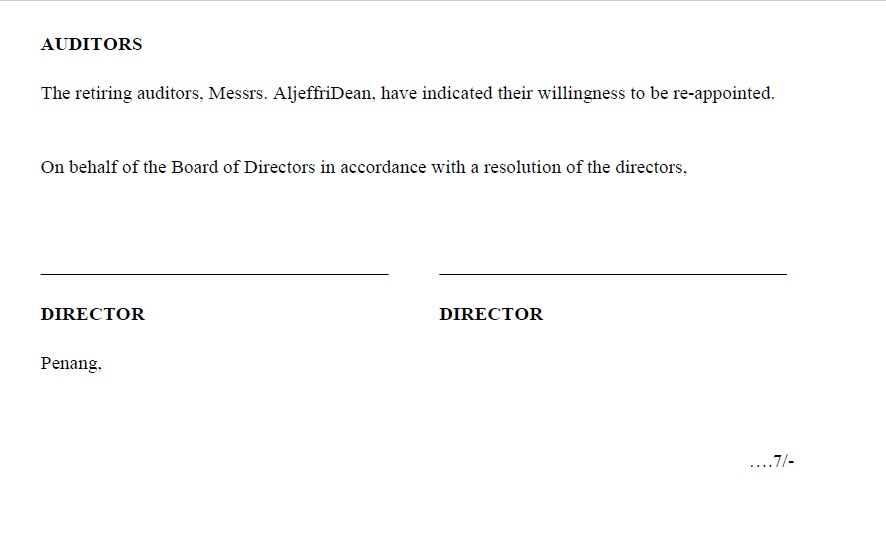 AUDITORS
The retiring auditors, Messrs. AljeffriDean, have indicated their willingness to be re-appointed.
On behalf of the Board of Directors in accordance with a resolution of the directors,
DIRECTOR DIRECTOR
Penang,
....7/-